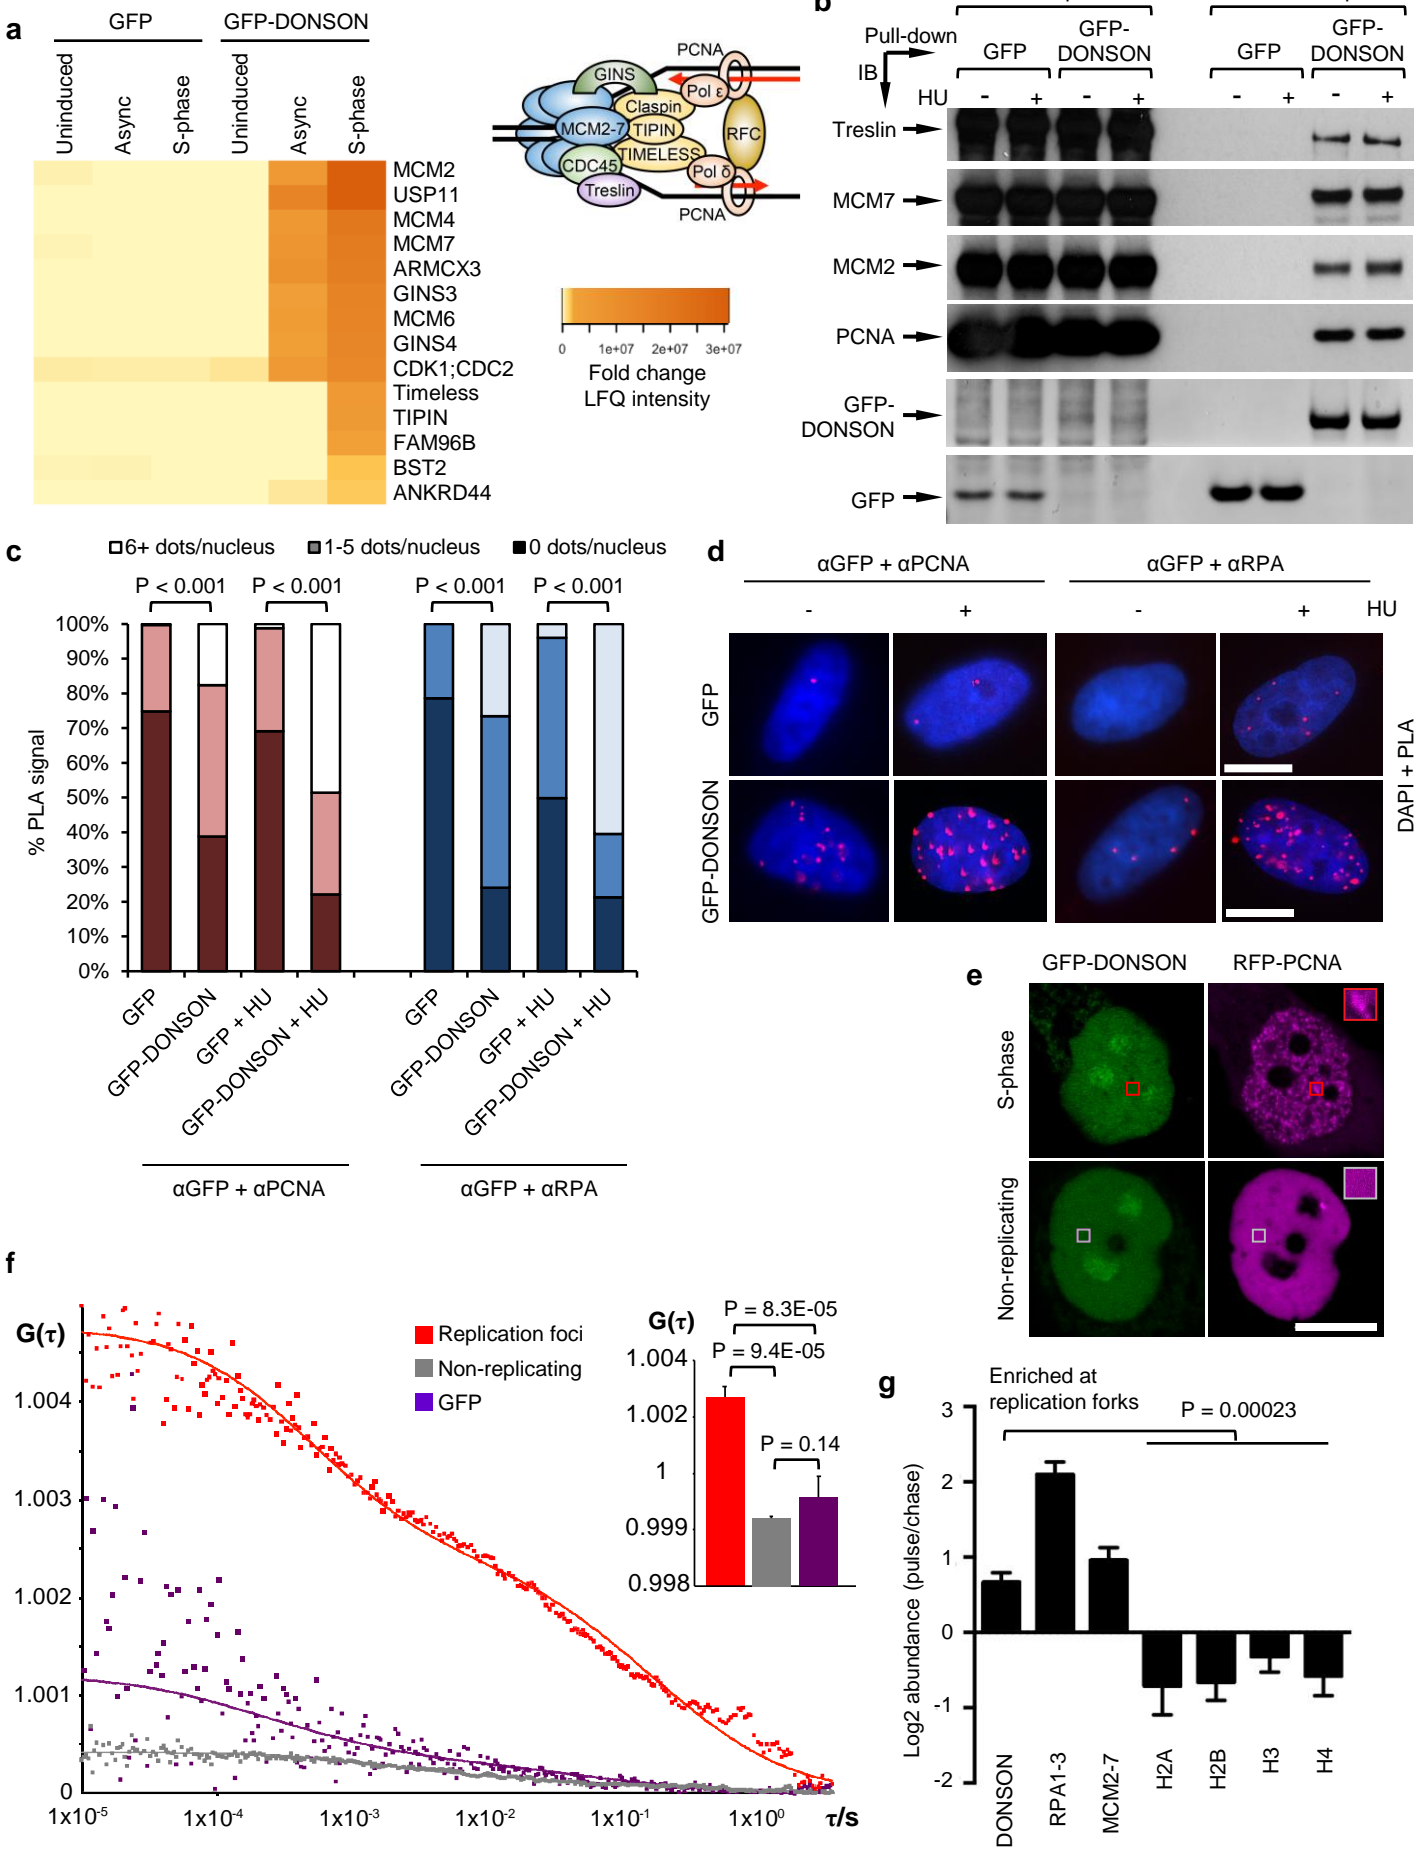 a
GFP
GFP-DONSON
Uninduced
Async
S-phase
Uninduced
Async
S-phase
MCM2
USP11
MCM4
MCM7
ARMCX3
GINS3
MCM6
GINS4
CDK1;CDC2
Timeless
TIPIN
FAM96B
BST2
ANKRD44
PCNA
GINS
Pol ε
Claspin
MCM2-7
TIPIN
RFC
TIMELESS
CDC45
Pol δ
Treslin
PCNA
0
1e+07
2e+07
3e+07
Fold change
LFQ intensity
b
Pull-down
IB
GFP
GFP-
DONSON
GFP
GFP-
DONSON
HU
- + - + - + - +
Treslin
MCM7
MCM2
PCNA
GFP-
DONSON
GFP
c
6+ dots/nucleus
1-5 dots/nucleus
0 dots/nucleus
P < 0.001
P < 0.001
P < 0.001
P < 0.001
% PLA signal
100%
90%
80%
70%
60%
50%
40%
30%
20%
10%
0%
GFP
GFP-DONSON
GFP + HU
GFP-DONSON + HU
GFP
GFP-DONSON
GFP + HU
GFP-DONSON + HU
αGFP + αPCNA
αGFP + αRPA
d
αGFP + αPCNA
αGFP + αRPA
- + - + HU
GFP
GFP-DONSON
DAPI + PLA
e
GFP-DONSON
RFP-PCNA
S-phase
Non-replicating
f
G(τ)
1.004
1.003
1.002
1.001
0
1x10-5
1x10-4
1x10-3
1x10-2
1x10-1
1x100
τ/s
Replication foci
Non-replicating
GFP
G(τ)
P = 8.3E-05
P = 9.4E-05
P = 0.14
1.004
1.002
1
0.999
0.998
g
Enriched at
replication forks
P = 0.00023
Log2 abundance (pulse/chase)
3
2
1
0
-1
-2
DONSON
RPA1-3
MCM2-7
H2A
H2B
H3
H4